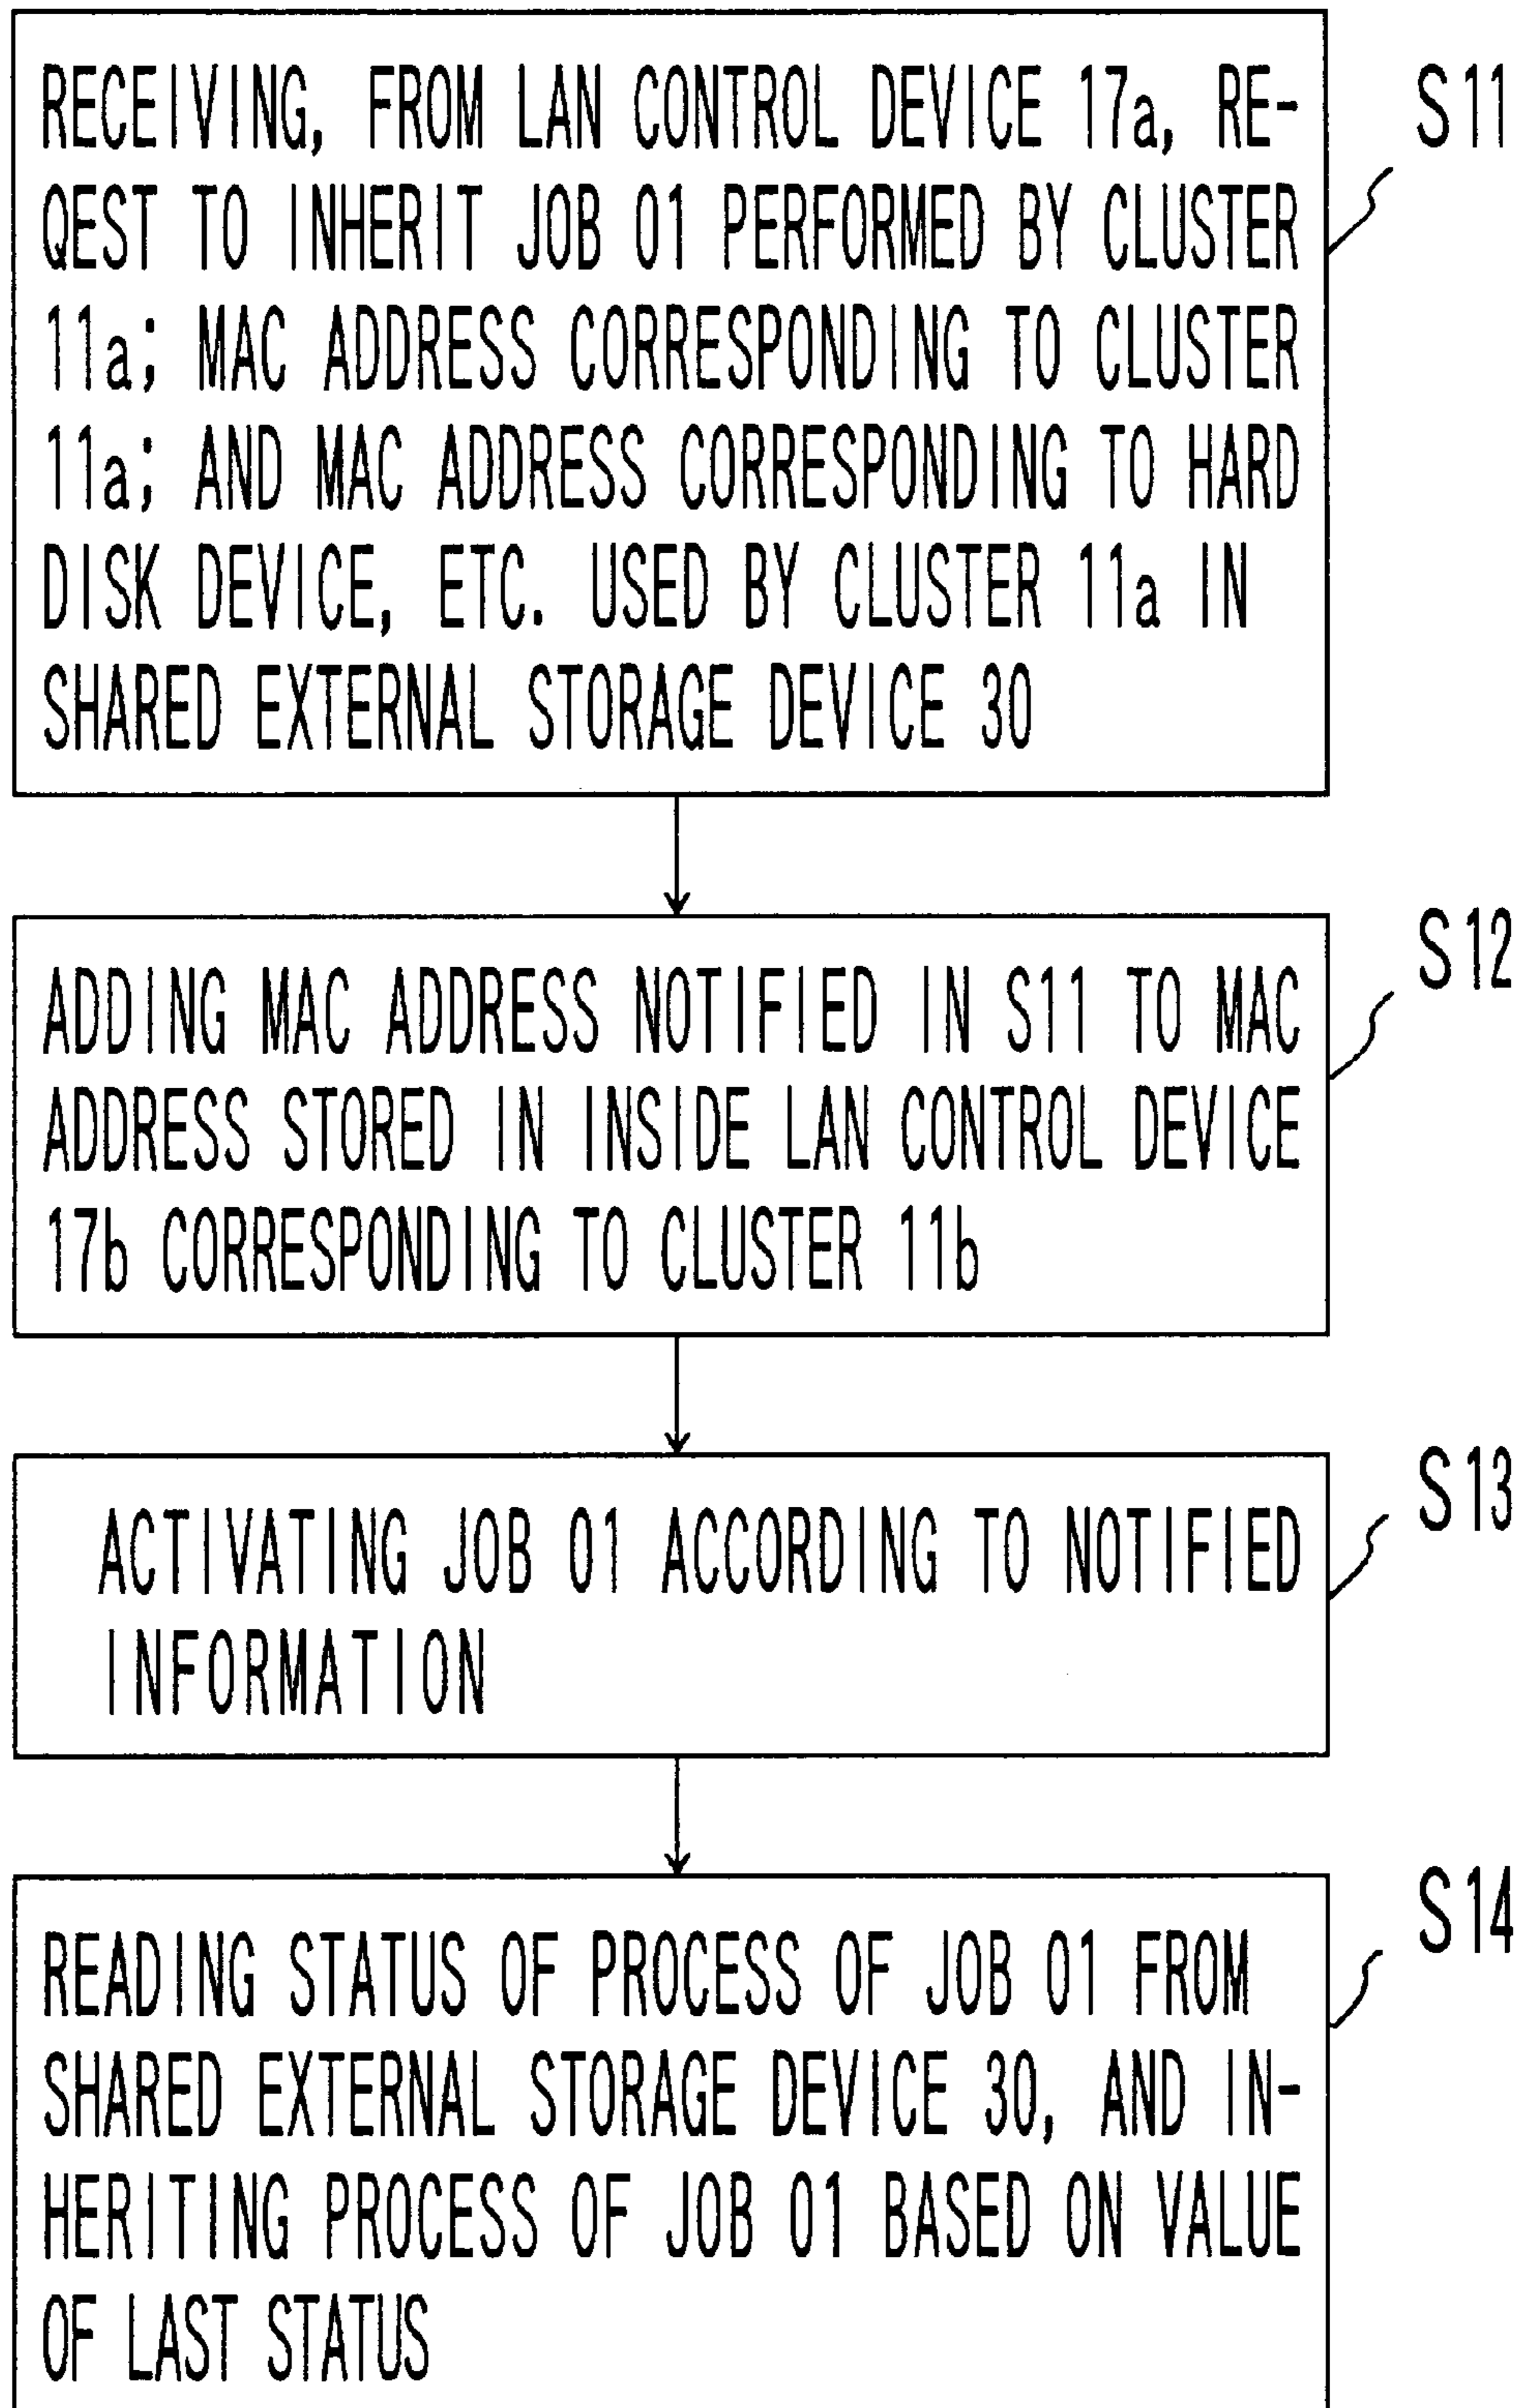 RECEIVING, FROM LAN CONTROL DEVICE 17a, RE-
QEST TO INHERIT JOB 01 PERFORMED BY CLUSTER
11a; MAC ADDRESS CORRESPONDING TO CLUSTER
11a; AND MAC ADDRESS CORRESPONDING TO HARD
DISK DEVICE, ETC. USED BY CLUSTER 11a IN
SHARED EXTERNAL STORAGE DEVICE 30
S11
ADDING MAC ADDRESS NOTIFIED IN S11 TO MAC
ADDRESS STORED IN INSIDE LAN CONTROL DEVICE
17b CORRESPONDING TO CLUSTER 11b
S12
ACTIVATING JOB 01 ACCORDING TO NOTIFIED
INFORMATION
S13
READING STATUS OF PROCESS OF JOB 01 FROM
SHARED EXTERNAL STORAGE DEVICE 30, AND IN-
HERITING PROCESS OF JOB 01 BASED ON VALUE
OF LAST STATUS
S14